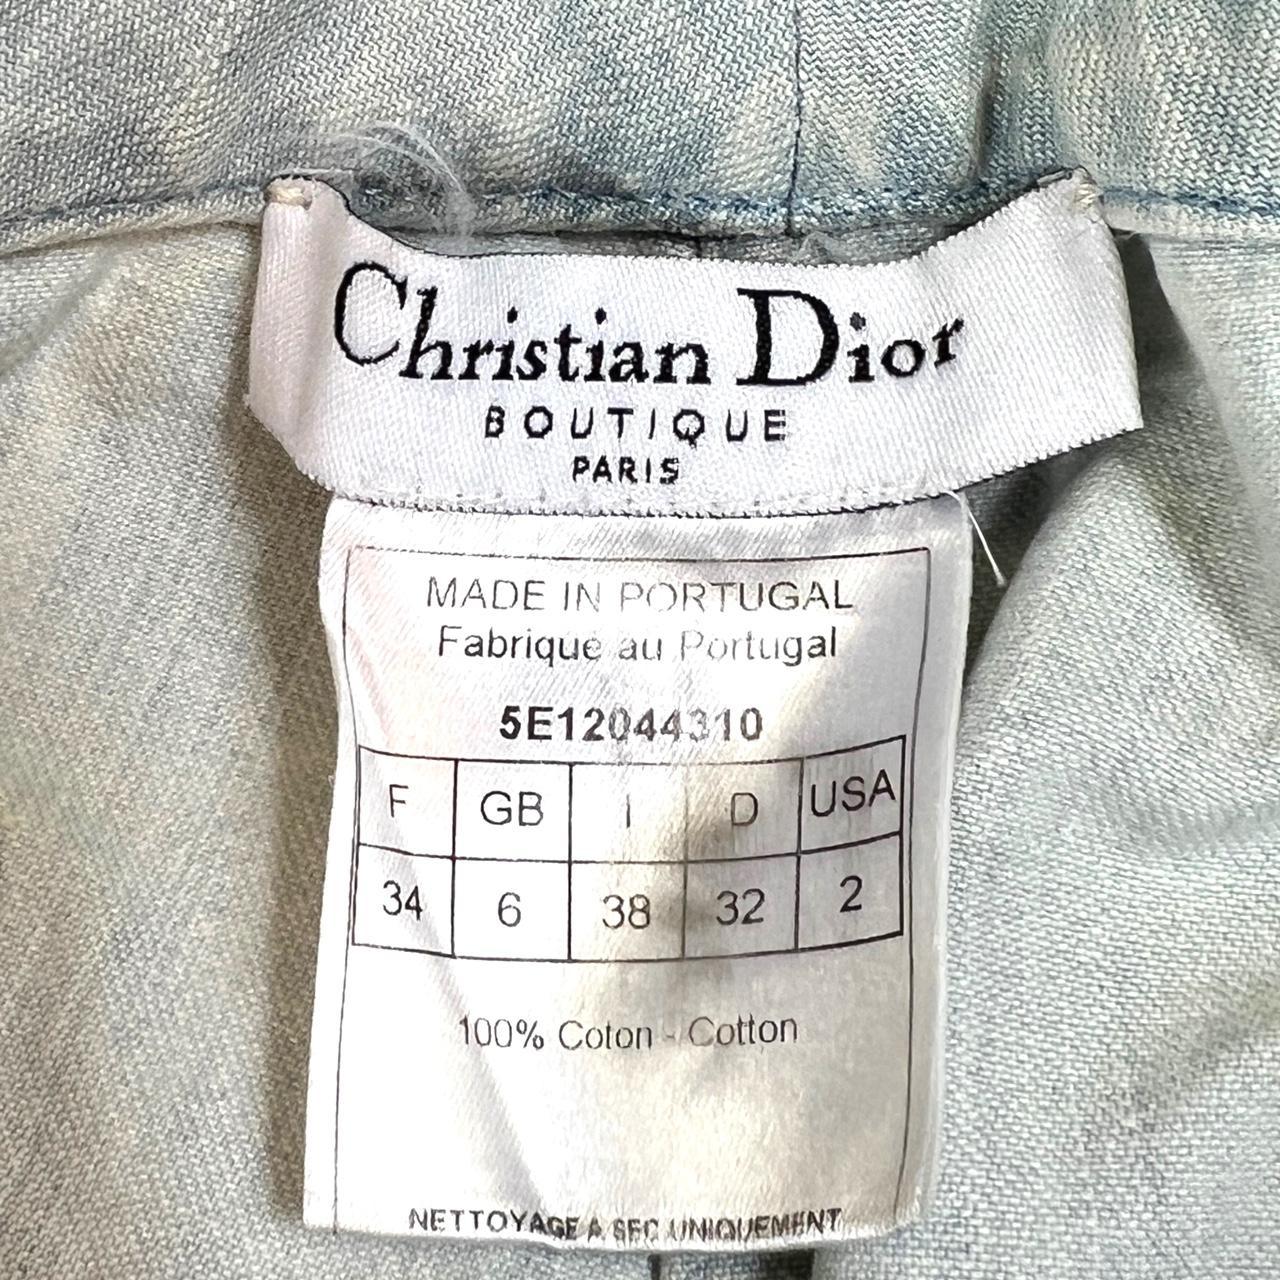 Christian Dior
BOUTIQUE
PARIS
MADE IN PORTUGAL
Fabriqué au Portugal
5E12044310
F GB I D USA
34 6 38 32 2
100% Coton - Cotton
NETTOYAGE A SEC UNIQUEMENT